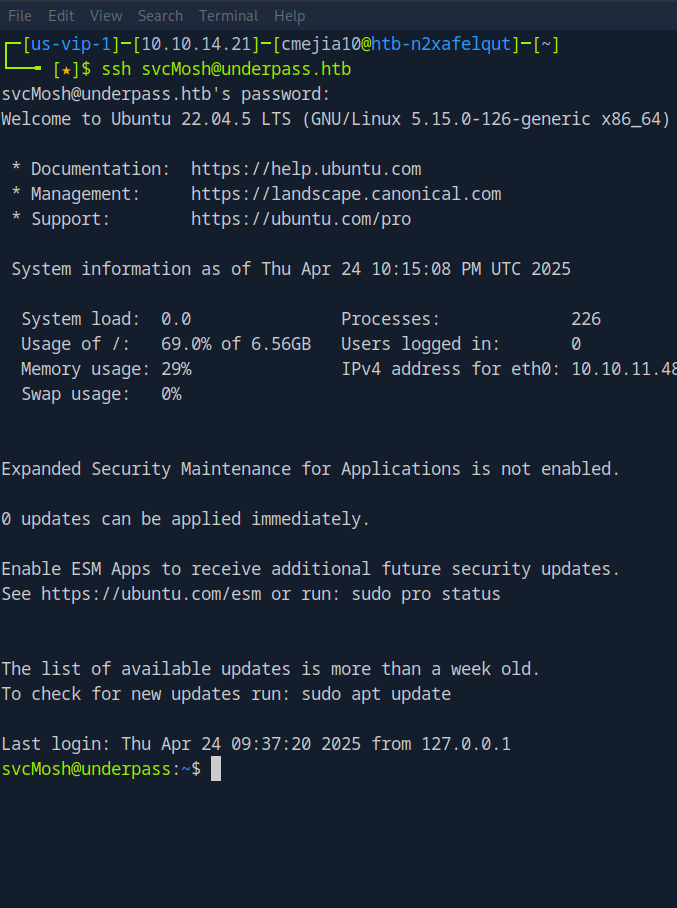 File Edit View Search Terminal Help
┌─[us-vip-1]─[10.10.14.21]─[cmejia10@htb-n2xafelqut]─[~]
└──╼ [★]$ ssh svcMosh@underpass.htb
svcMosh@underpass.htb's password:
Welcome to Ubuntu 22.04.5 LTS (GNU/Linux 5.15.0-126-generic x86_64)
* Documentation: https://help.ubuntu.com
* Management: https://landscape.canonical.com
* Support: https://ubuntu.com/pro
System information as of Thu Apr 24 10:15:08 PM UTC 2025
System load: 0.0 Processes: 226
Usage of /: 69.0% of 6.56GB Users logged in: 0
Memory usage: 29% IPv4 address for eth0: 10.10.11.48
Swap usage: 0%
Expanded Security Maintenance for Applications is not enabled.
0 updates can be applied immediately.
Enable ESM Apps to receive additional future security updates.
See https://ubuntu.com/esm or run: sudo pro status
The list of available updates is more than a week old.
To check for new updates run: sudo apt update
Last login: Thu Apr 24 09:37:20 2025 from 127.0.0.1
svcMosh@underpass:~$